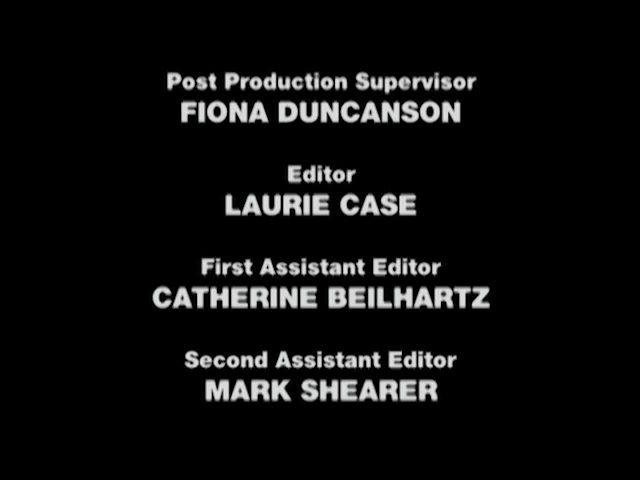 Post Production Supervisor
FIONA DUNCANSON
Editor
LAURIE CASE
First Assistant Editor
CATHERINE BEILHARTZ
Second Assistant Editor
MARK SHEARER